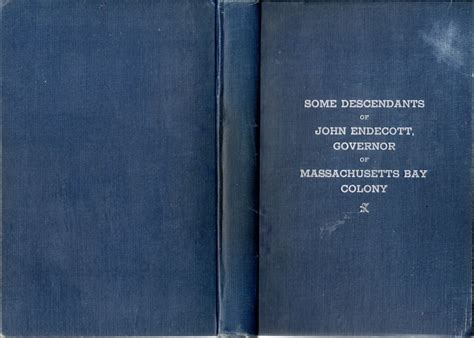 SOME DESCENDANTS
OF
JOHN ENDECOTT,
GOVERNOR
OF
MASSACHUSETTS BAY
COLONY